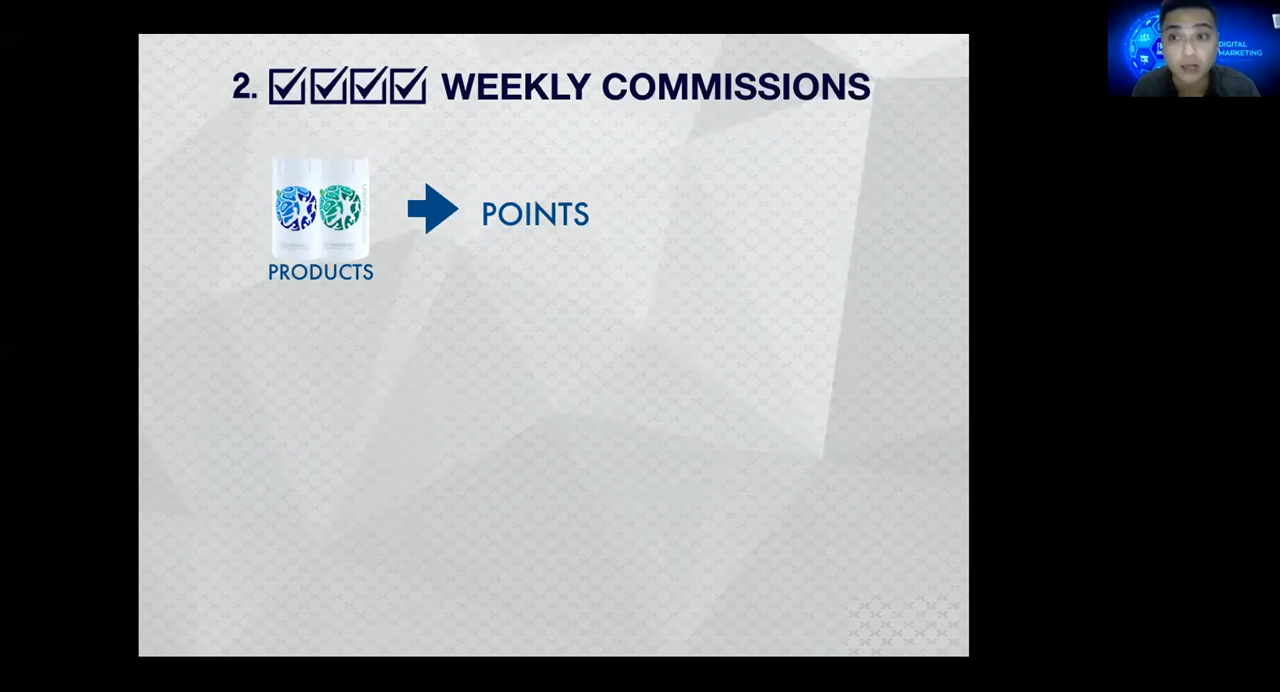 2. WEEKLY COMMISSIONS
POINTS
PRODUCTS
DIGITAL
MARKETING